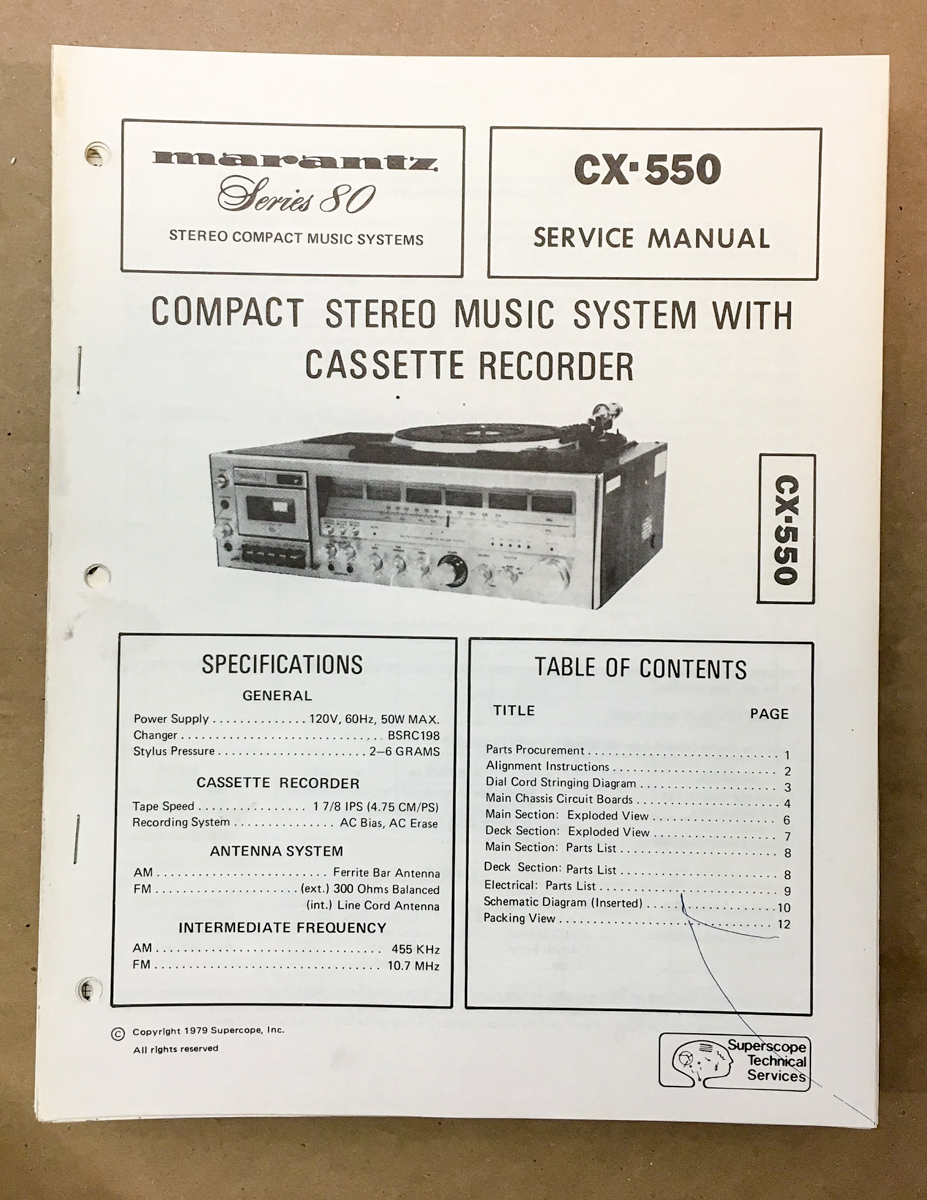 marantz
Series 80
STEREO COMPACT MUSIC SYSTEMS
CX-550
SERVICE MANUAL
COMPACT STEREO MUSIC SYSTEM WITH
CASSETTE RECORDER
CX-550
SPECIFICATIONS
GENERAL
Power Supply . . . . . . . . . . . . . 120V, 60Hz, 50W MAX.
Changer . . . . . . . . . . . . . . . . . . . . . . . . . . . . BSRC198
Stylus Pressure . . . . . . . . . . . . . . . . . . . . . 2–6 GRAMS
CASSETTE RECORDER
Tape Speed . . . . . . . . . . . . . . . 1 7/8 IPS (4.75 CM/PS)
Recording System . . . . . . . . . . . . . . AC Bias, AC Erase
ANTENNA SYSTEM
AM . . . . . . . . . . . . . . . . . . . . . . . . Ferrite Bar Antenna
FM . . . . . . . . . . . . . . . . . . . . (ext.) 300 Ohms Balanced
(int.) Line Cord Antenna
INTERMEDIATE FREQUENCY
AM . . . . . . . . . . . . . . . . . . . . . . . . . . . . . . . . 455 KHz
FM . . . . . . . . . . . . . . . . . . . . . . . . . . . . . . . . 10.7 MHz
TABLE OF CONTENTS
TITLE PAGE
Parts Procurement . . . . . . . . . . . . . . . . . . . . . . . . . . . 1
Alignment Instructions . . . . . . . . . . . . . . . . . . . . . . . . 2
Dial Cord Stringing Diagram . . . . . . . . . . . . . . . . . . . . 3
Main Chassis Circuit Boards . . . . . . . . . . . . . . . . . . . . 4
Main Section: Exploded View . . . . . . . . . . . . . . . . . . 6
Deck Section: Exploded View . . . . . . . . . . . . . . . . . . 7
Main Section: Parts List . . . . . . . . . . . . . . . . . . . . . . 8
Deck Section: Parts List . . . . . . . . . . . . . . . . . . . . . . 8
Electrical: Parts List . . . . . . . . . . . . . . . . . . . . . . . . . 9
Schematic Diagram (Inserted) . . . . . . . . . . . . . . . . . . 10
Packing View . . . . . . . . . . . . . . . . . . . . . . . . . . . . . . 12
© Copyright 1979 Supercope, Inc.
All rights reserved
Superscope
Technical
Services